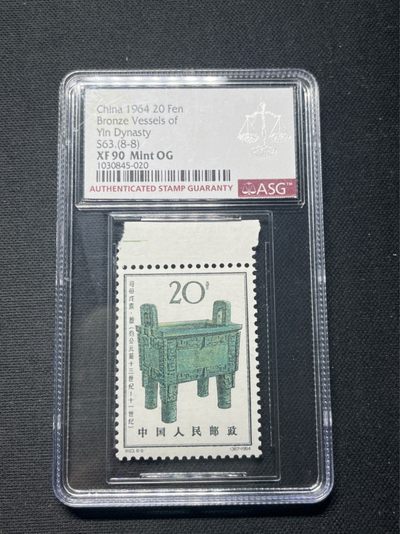 China 1964 20 Fen
Bronze Vessels of
Yin Dynasty
S63.(8-8)
XF 90 Mint OG
1030845-020
AUTHENTICATED STAMP GUARANTY
ASG™
20分
中国人民邮政